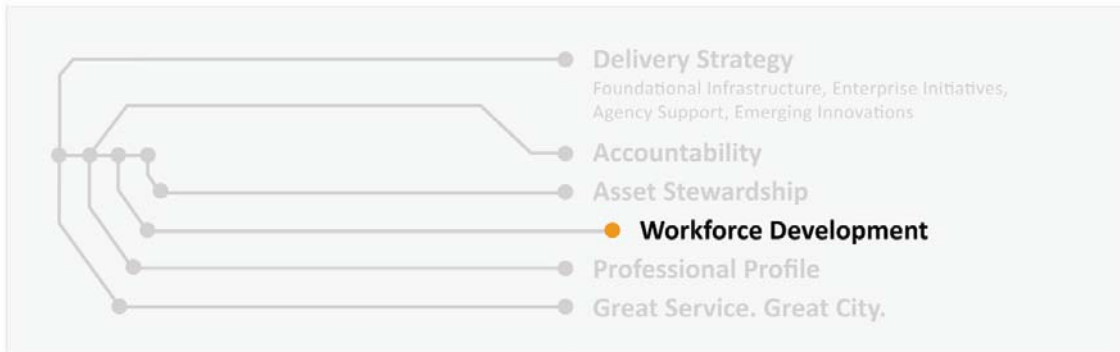 Delivery Strategy
Foundational Infrastructure, Enterprise Initiatives,
Agency Support, Emerging Innovations
Accountability
Asset Stewardship
Workforce Development
Professional Profile
Great Service. Great City.